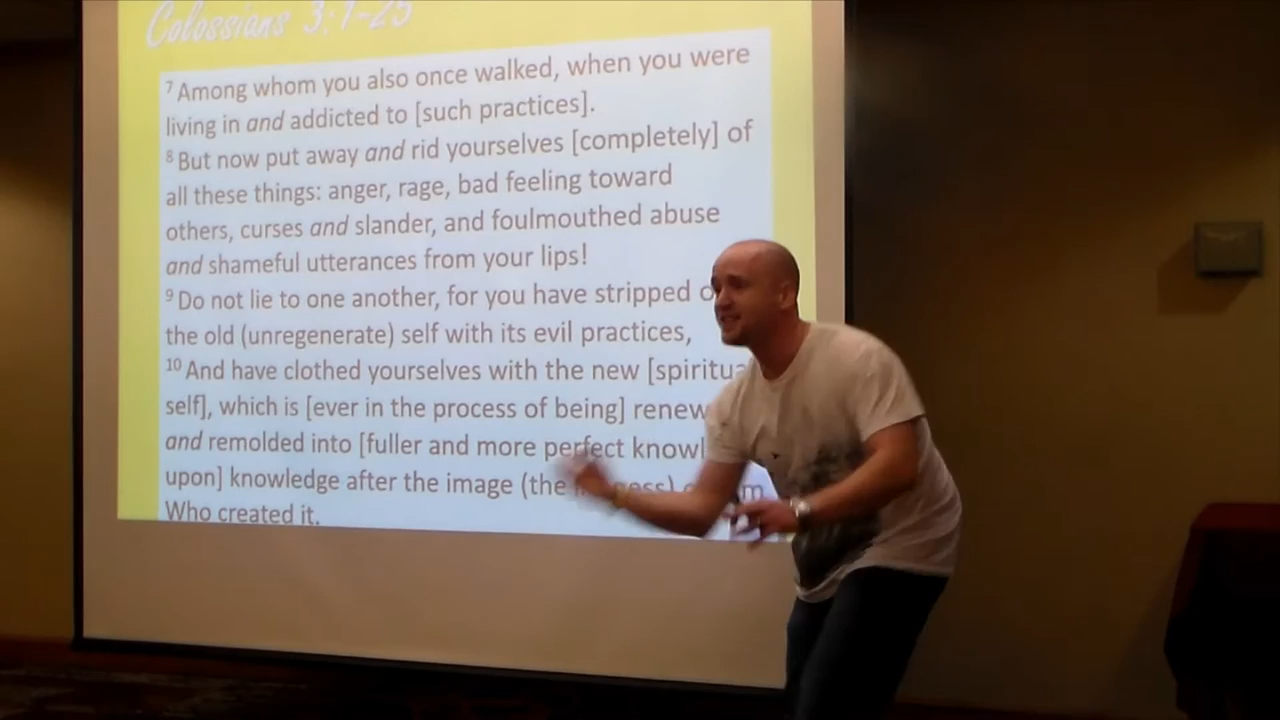 Colossians 3:1-25
7 Among whom you also once walked, when you were
living in and addicted to [such practices].
8 But now put away and rid yourselves [completely] of
all these things: anger, rage, bad feeling toward
others, curses and slander, and foulmouthed abuse
and shameful utterances from your lips!
9 Do not lie to one another, for you have stripped
the old (unregenerate) self with its evil practices,
10 And have clothed yourselves with the new
self], which is [ever in the process of being]
and remolded into [fuller and more perfect
upon] knowledge after the image (the
Who created it.